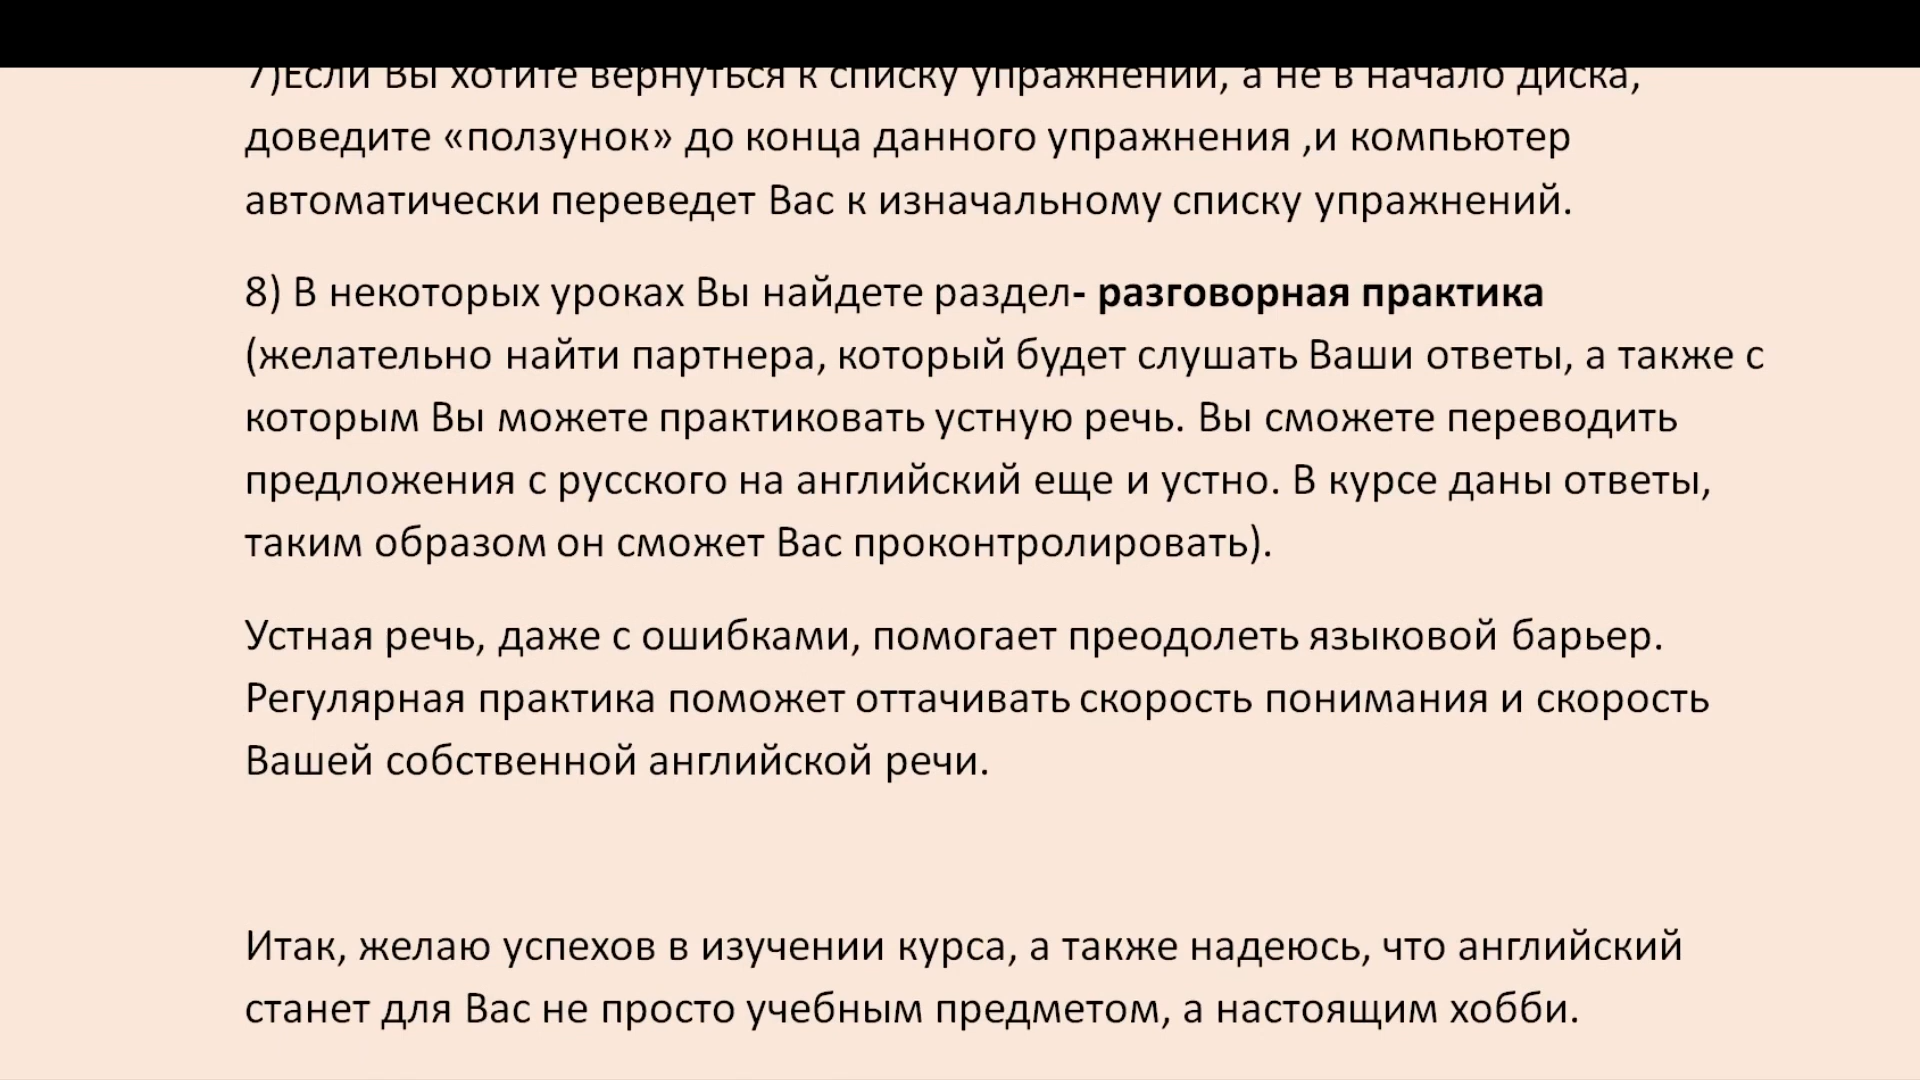 7)Если Вы хотите вернуться к списку упражнений, а не в начало диска,
доведите «ползунок» до конца данного упражнения ,и компьютер
автоматически переведет Вас к изначальному списку упражнений.
8) В некоторых уроках Вы найдете раздел- разговорная практика
(желательно найти партнера, который будет слушать Ваши ответы, а также с
которым Вы можете практиковать устную речь. Вы сможете переводить
предложения с русского на английский еще и устно. В курсе даны ответы,
таким образом он сможет Вас проконтролировать).
Устная речь, даже с ошибками, помогает преодолеть языковой барьер.
Регулярная практика поможет оттачивать скорость понимания и скорость
Вашей собственной английской речи.
Итак, желаю успехов в изучении курса, а также надеюсь, что английский
станет для Вас не просто учебным предметом, а настоящим хобби.